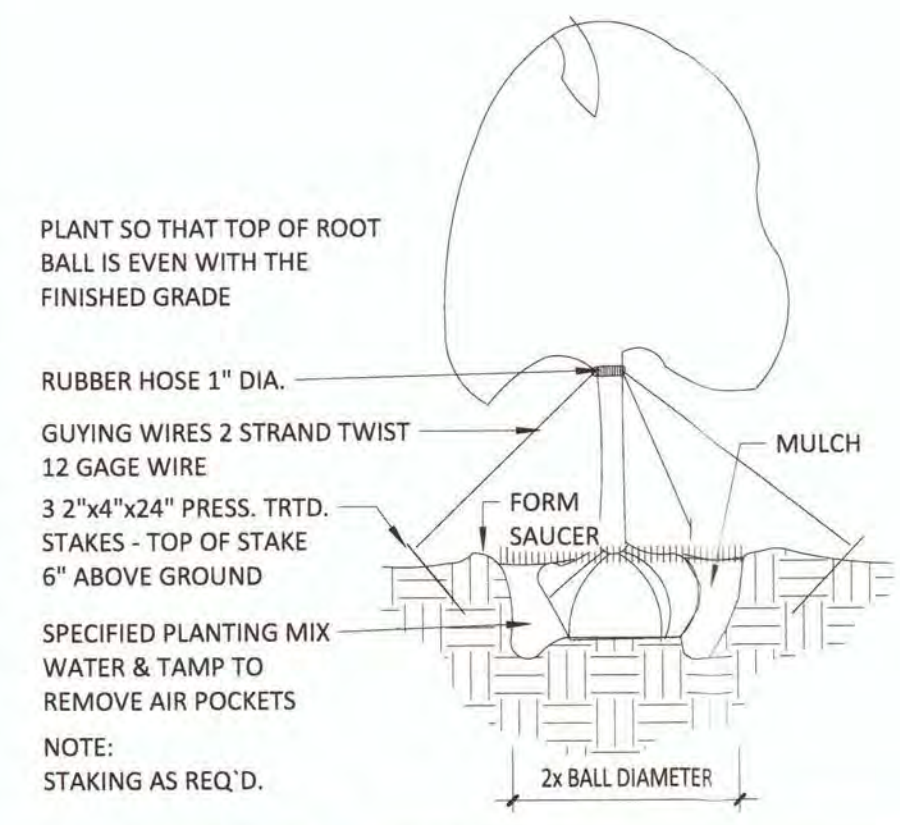 PLANT SO THAT TOP OF ROOT
BALL IS EVEN WITH THE
FINISHED GRADE
RUBBER HOSE 1" DIA.
GUYING WIRES 2 STRAND TWIST
12 GAGE WIRE
3 2"x4"x24" PRESS. TRTD.
STAKES - TOP OF STAKE
6" ABOVE GROUND
SPECIFIED PLANTING MIX
WATER & TAMP TO
REMOVE AIR POCKETS
NOTE:
STAKING AS REQ`D.
FORM
SAUCER
MULCH
2x BALL DIAMETER